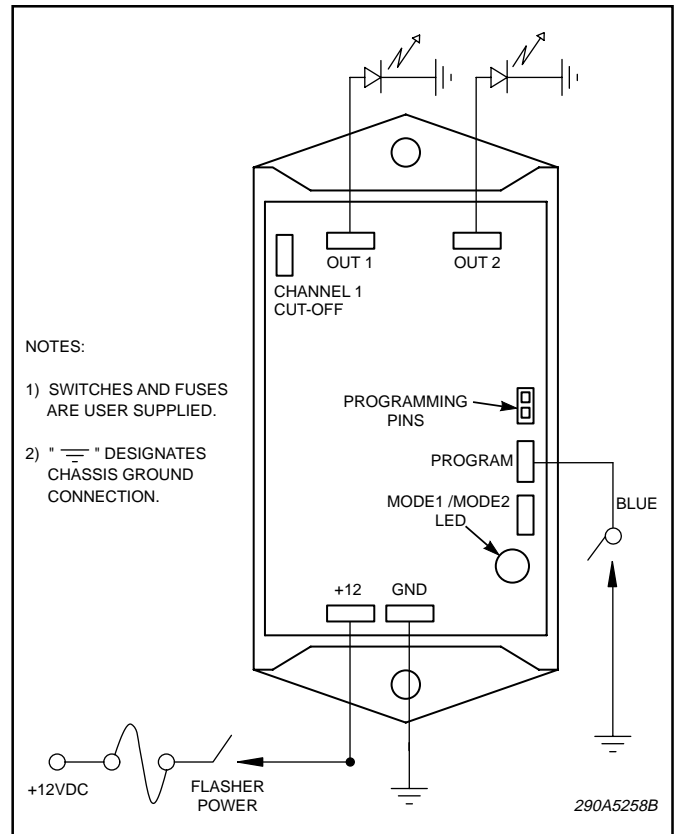 OUT 1
OUT 2
CHANNEL 1
CUT-OFF
NOTES:
1) SWITCHES AND FUSES
ARE USER SUPPLIED.
2) " " DESIGNATES
CHASSIS GROUND
CONNECTION.
PROGRAMMING
PINS
PROGRAM
MODE1 /MODE2
LED
BLUE
+12
GND
+12VDC
FLASHER
POWER
290A5258B